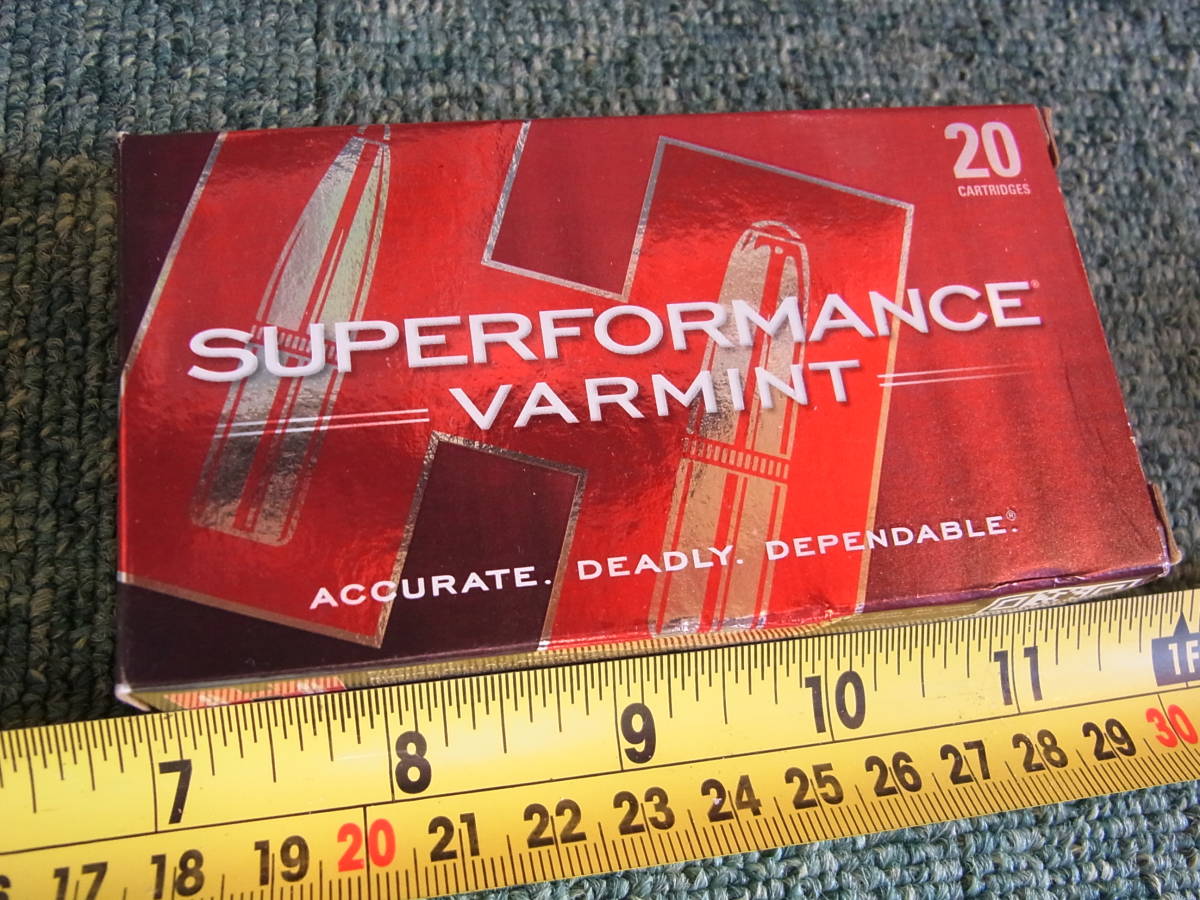 20
CARTRIDGES
SUPERFORMANCE®
VARMINT
ACCURATE. DEADLY. DEPENDABLE.®
7 8 9 10 11 1F
17 18 19 20 21 22 23 24 25 26 27 28 29 30